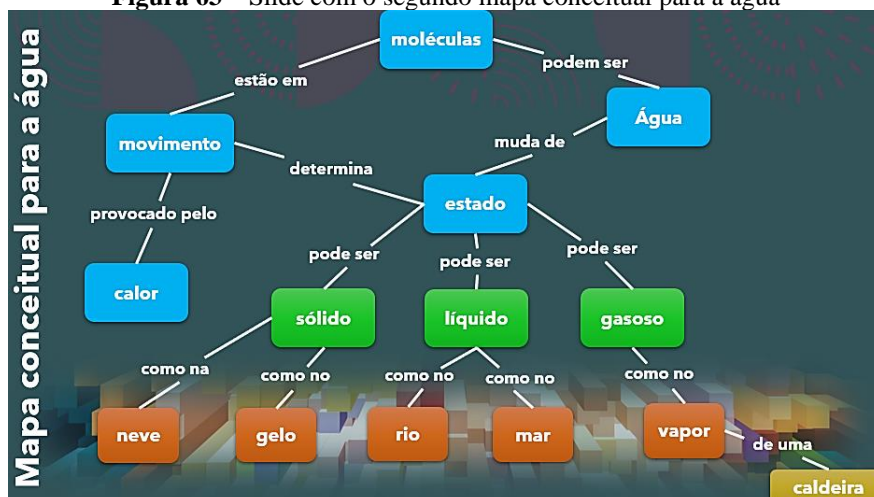 Figura 65 – Slide com o segundo mapa conceitual para a água
Mapa conceitual para a água
moléculas
estão em
podem ser
movimento
Água
determina
muda de
provocado pelo
estado
calor
pode ser
pode ser
pode ser
sólido
líquido
gasoso
como na
como no
como no
como no
como no
neve
gelo
rio
mar
vapor
de uma
caldeira